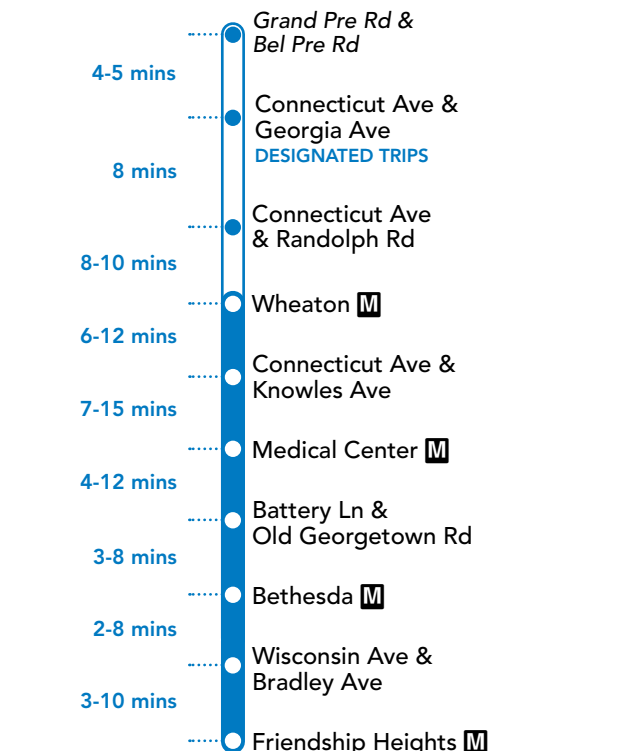 Grand Pre Rd &
Bel Pre Rd
4-5 mins
Connecticut Ave &
Georgia Ave
DESIGNATED TRIPS
8 mins
Connecticut Ave
& Randolph Rd
8-10 mins
Wheaton M
6-12 mins
Connecticut Ave &
Knowles Ave
7-15 mins
Medical Center M
4-12 mins
Battery Ln &
Old Georgetown Rd
3-8 mins
Bethesda M
2-8 mins
Wisconsin Ave &
Bradley Ave
3-10 mins
Friendship Heights M